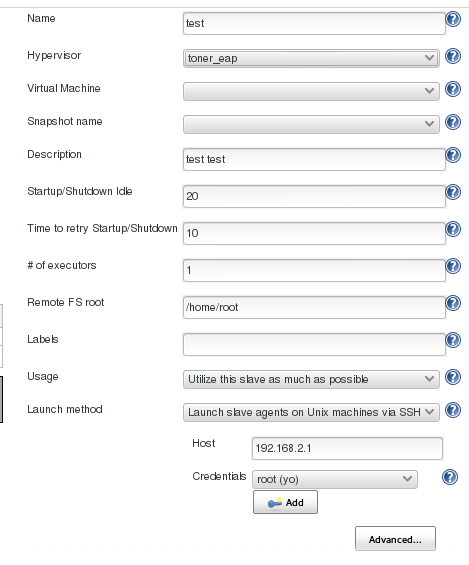 Name test
Hypervisor toner_eap
Virtual Machine
Snapshot name
Description test test
Startup/Shutdown Idle 20
Time to retry Startup/Shutdown 10
# of executors 1
Remote FS root /home/root
Labels
Usage Utilize this slave as much as possible
Launch method Launch slave agents on Unix machines via SSH
Host 192.168.2.1
Credentials root (yo)
Add
Advanced...